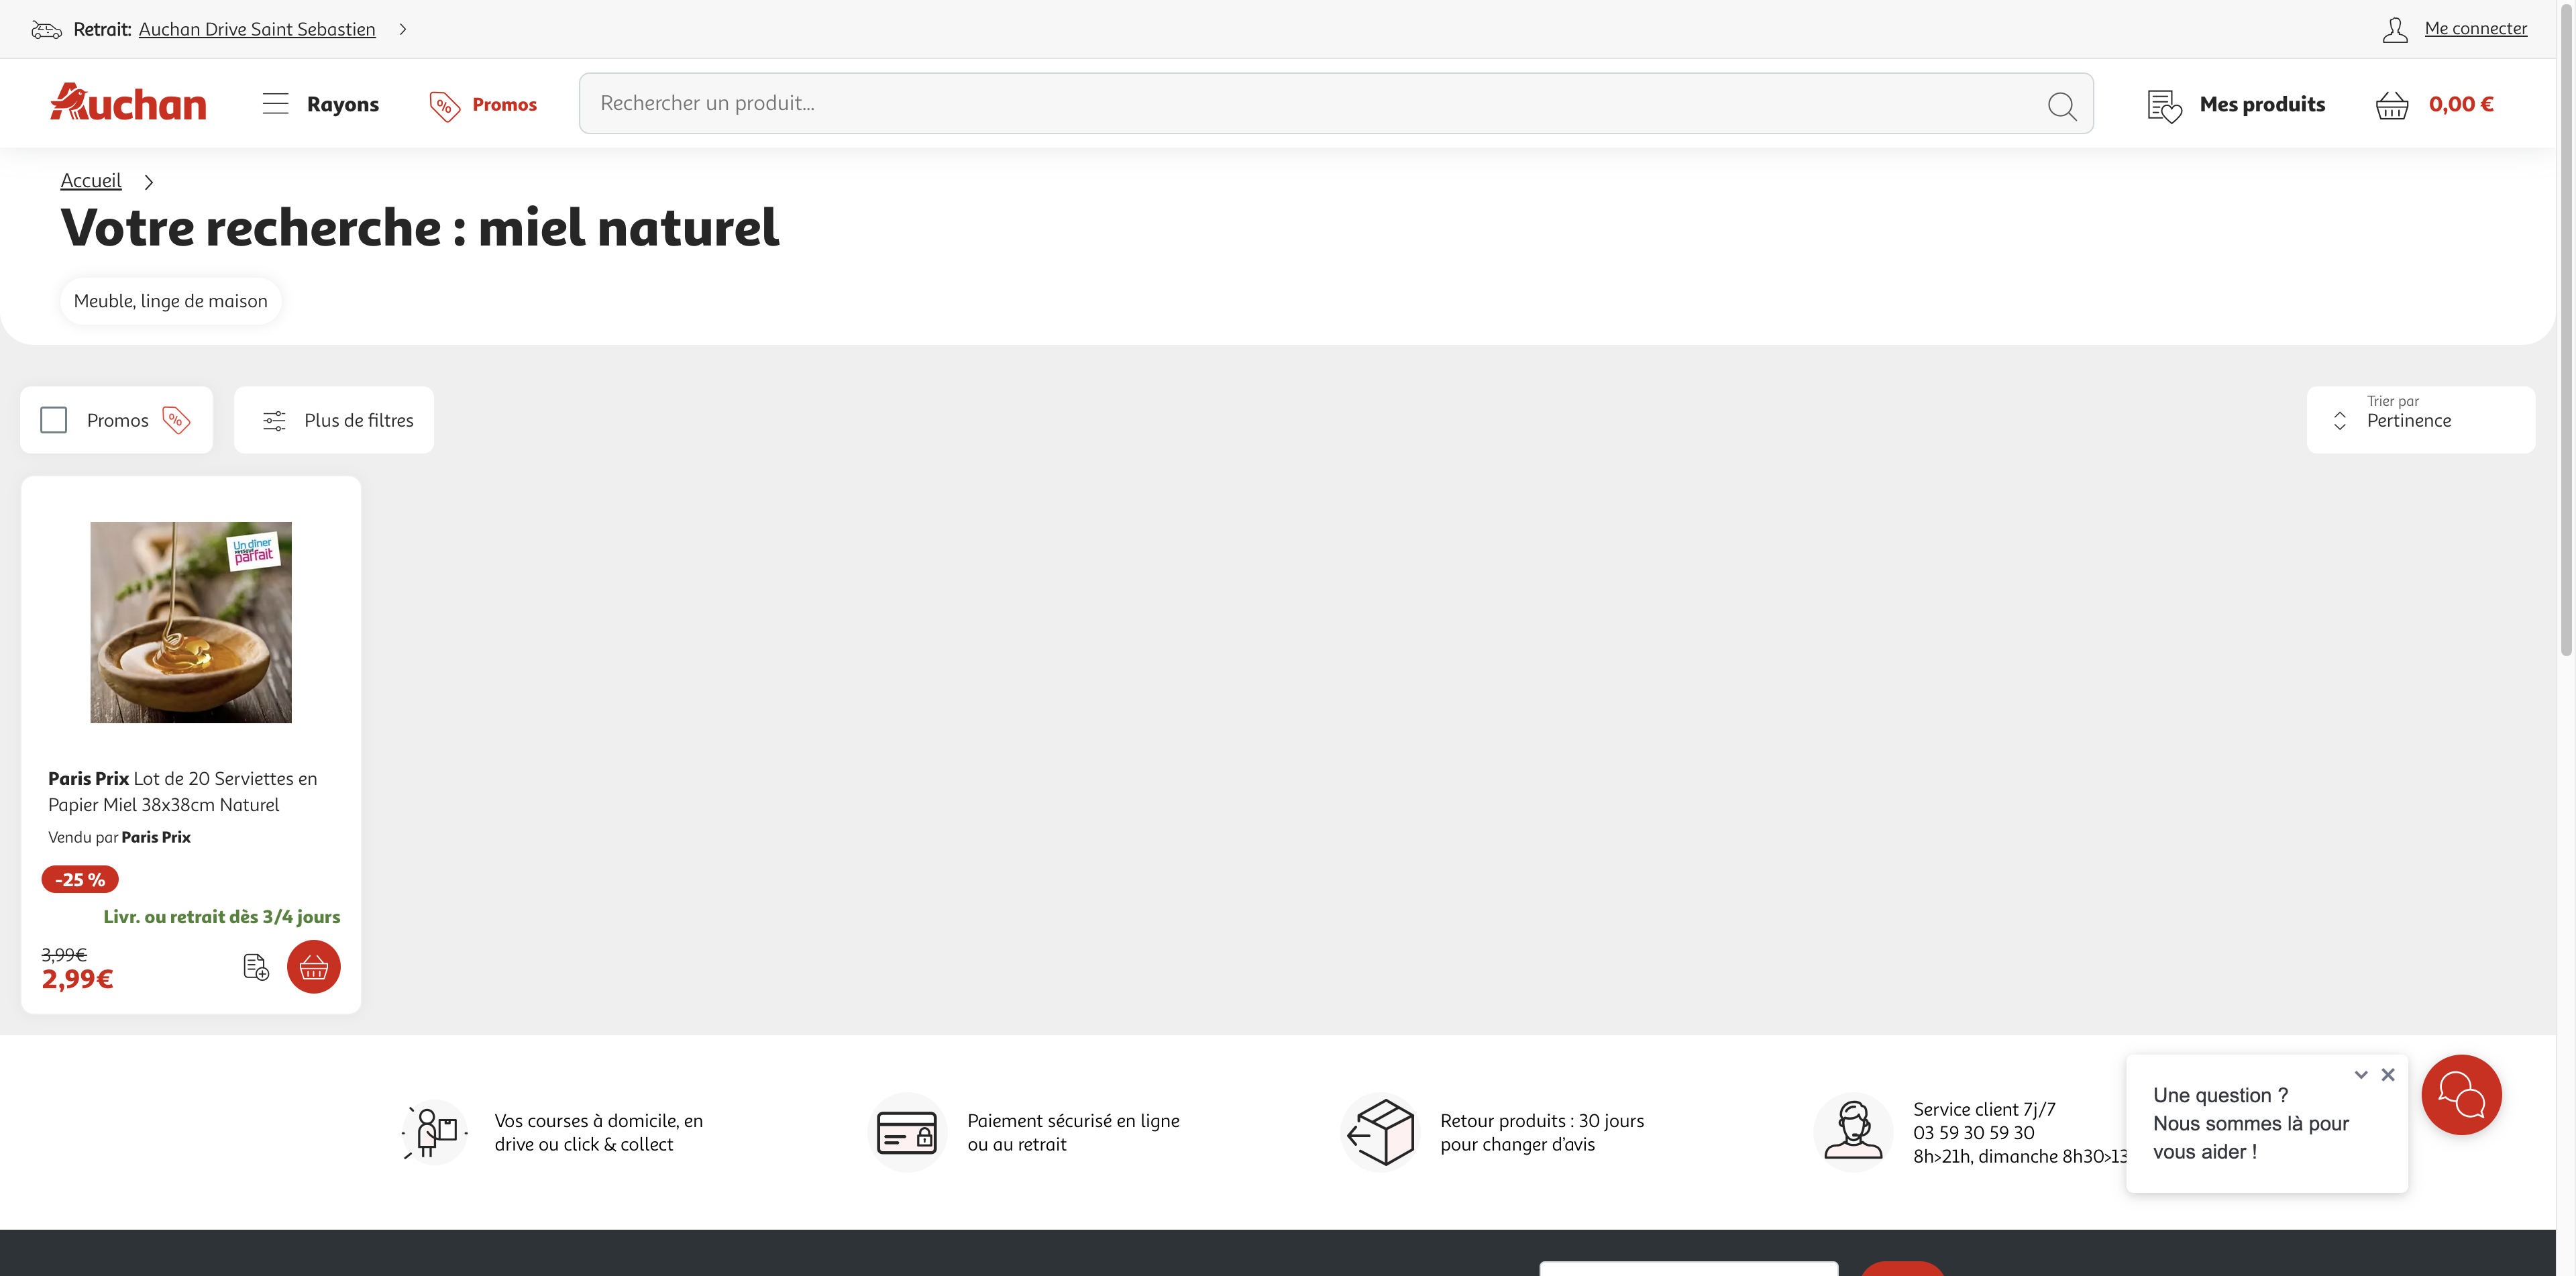 Retrait: Auchan Drive Saint Sebastien
Me connecter
Auchan
Rayons
Promos
Rechercher un produit...
Mes produits
0,00 €
Accueil
Votre recherche : miel naturel
Meuble, linge de maison
Promos
Plus de filtres
Trier par
Pertinence
Un dîner
presque
parfait
Paris Prix Lot de 20 Serviettes en
Papier Miel 38x38cm Naturel
Vendu par Paris Prix
-25 %
Livr. ou retrait dès 3/4 jours
3,99€
2,99€
Vos courses à domicile, en
drive ou click & collect
Paiement sécurisé en ligne
ou au retrait
Retour produits : 30 jours
pour changer d'avis
Service client 7j/7
03 59 30 59 30
8h>21h, dimanche 8h30>13
Une question ?
Nous sommes là pour
vous aider !